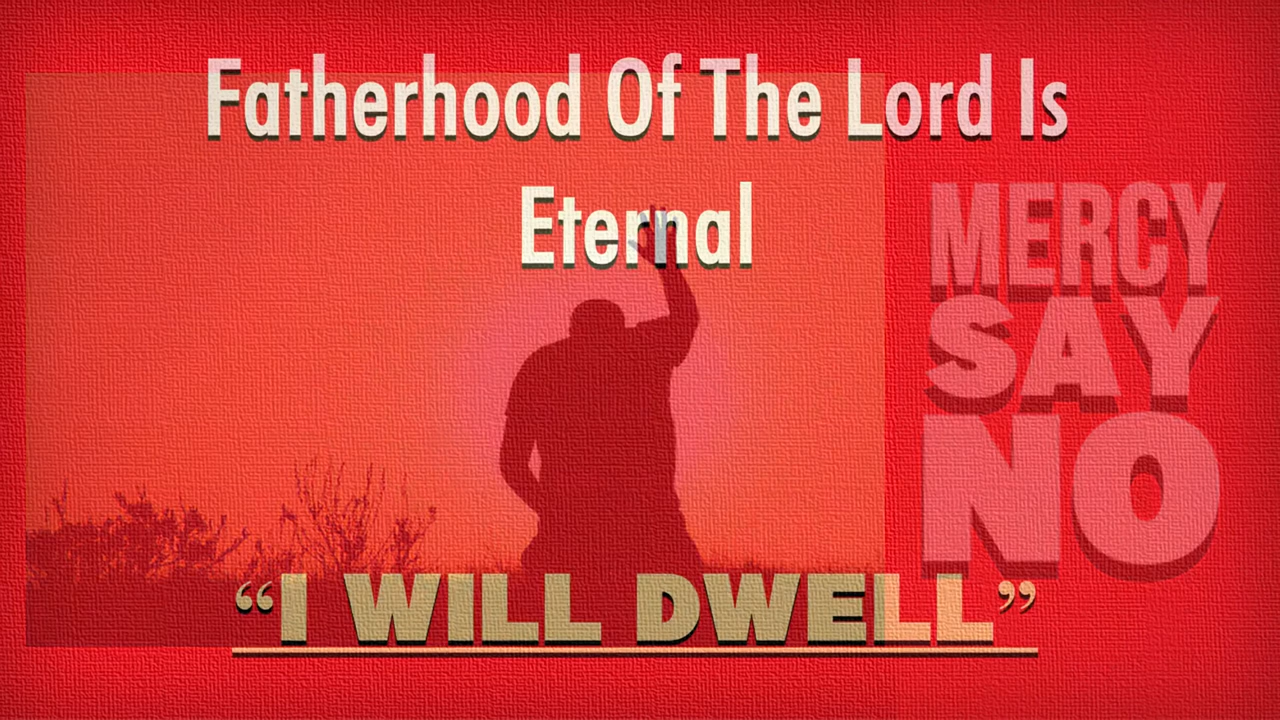 Fatherhood Of The Lord Is
Eternal
MERCY
SAY
NO
“I WILL DWELL”